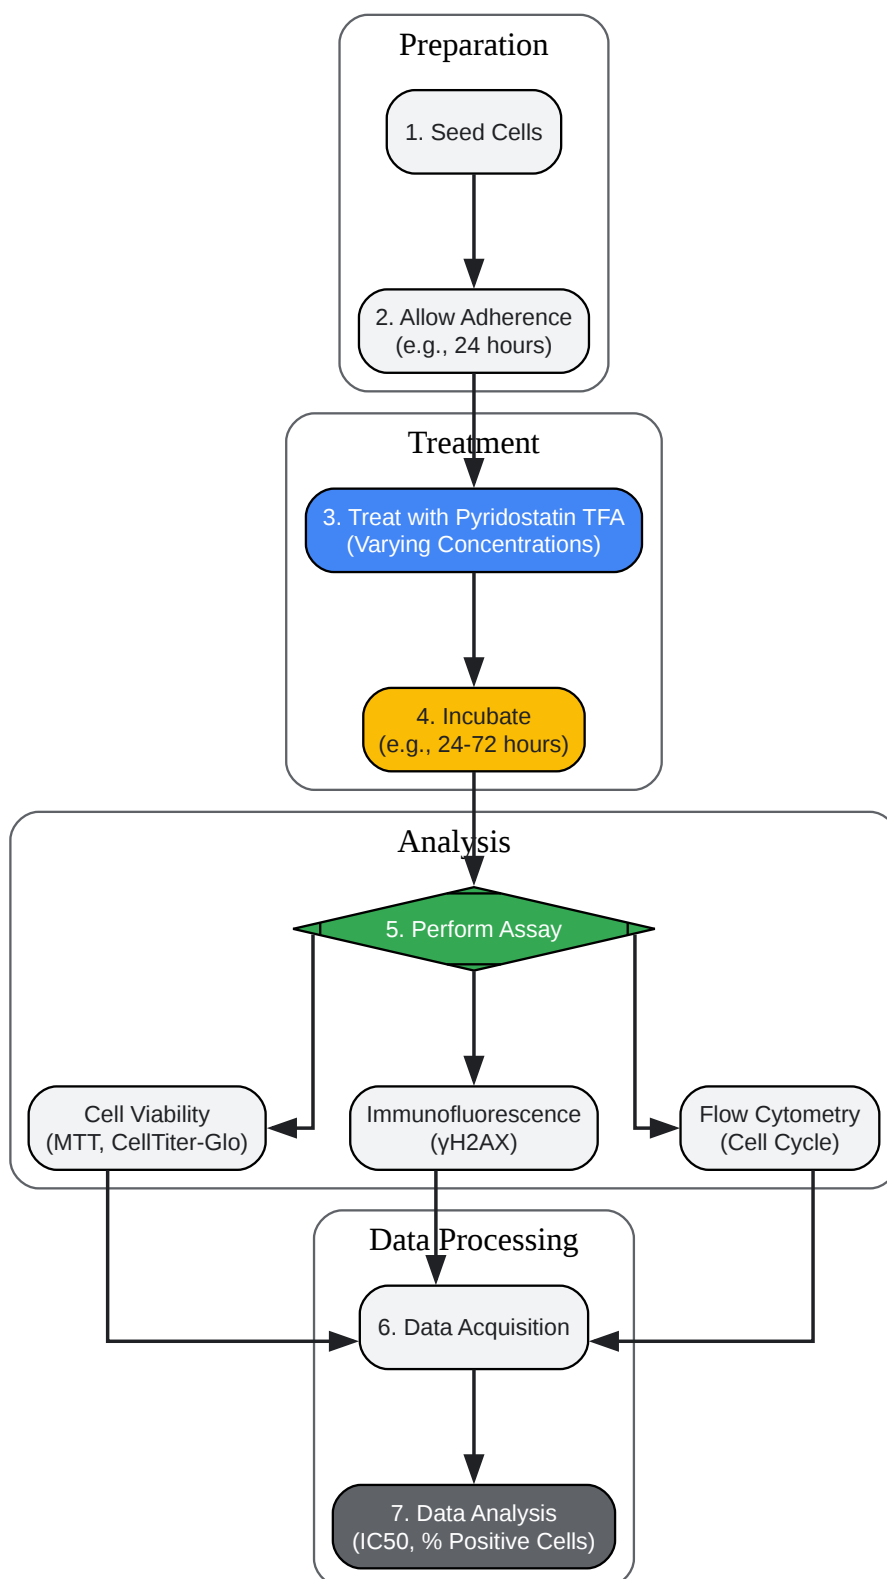 Preparation
1. Seed Cells
2. Allow Adherence
(e.g., 24 hours)
Treatment
3. Treat with Pyridostatin TFA
(Varying Concentrations)
4. Incubate
(e.g., 24-72 hours)
Analysis
5. Perform Assay
Cell Viability
(MTT, CellTiter-Glo)
Immunofluorescence
(γH2AX)
Flow Cytometry
(Cell Cycle)
Data Processing
6. Data Acquisition
7. Data Analysis
(IC50, % Positive Cells)